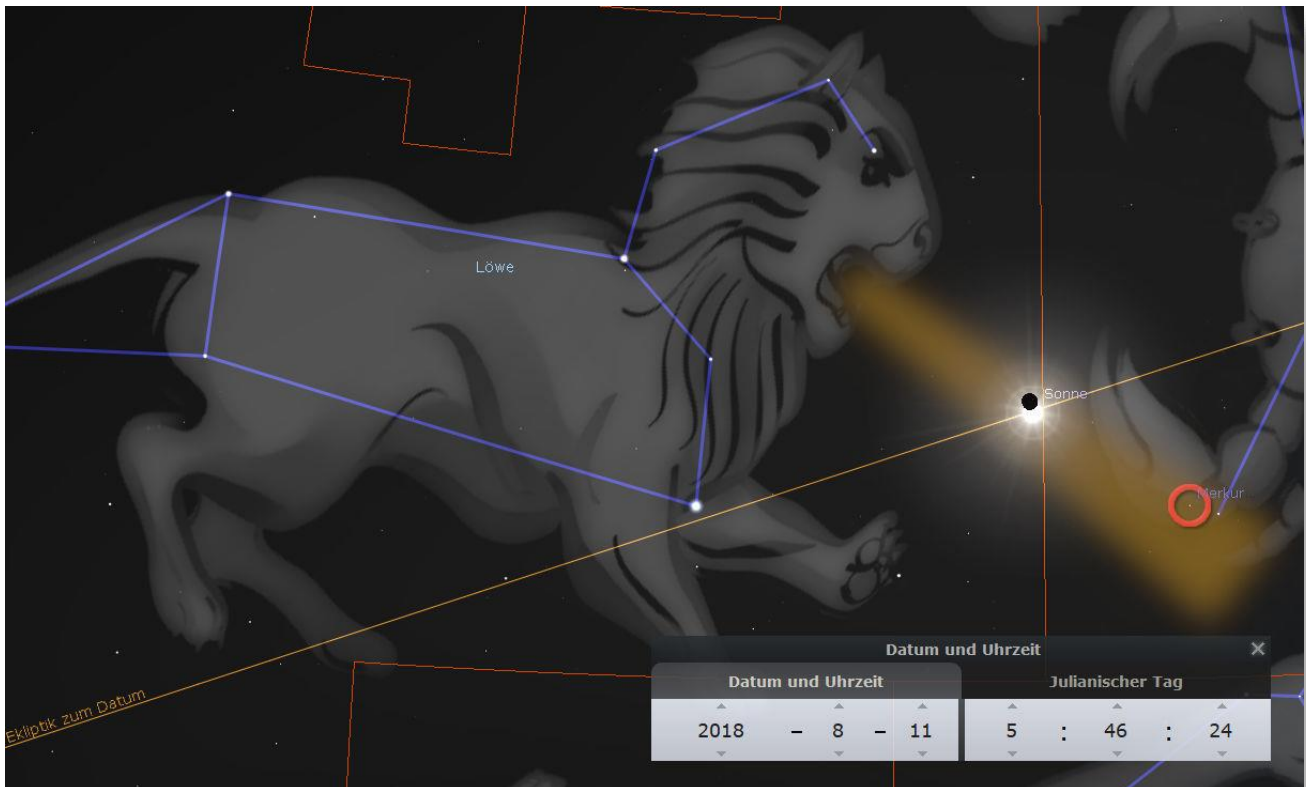 Löwe
Sonne
Merkur
Ekliptik zum Datum
Datum und Uhrzeit
Datum und Uhrzeit
Julianischer Tag
2018 – 8 – 11 5 : 46 : 24